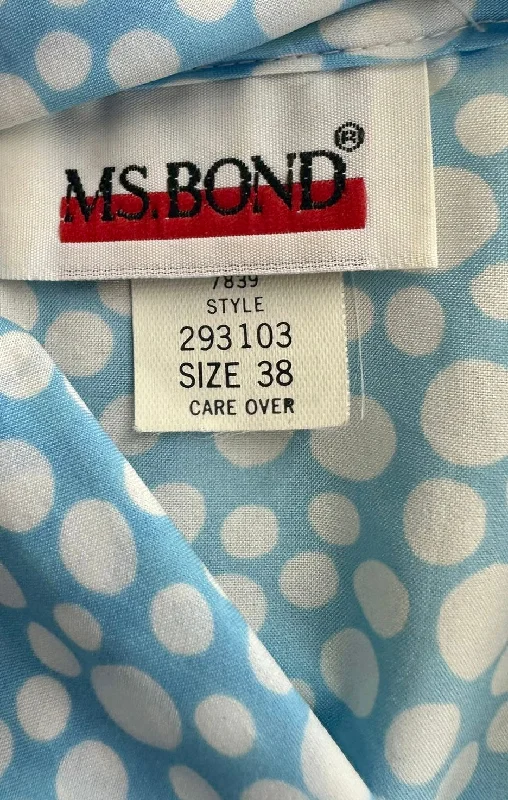 MS.BOND®
7839
STYLE
293103
SIZE 38
CARE OVER